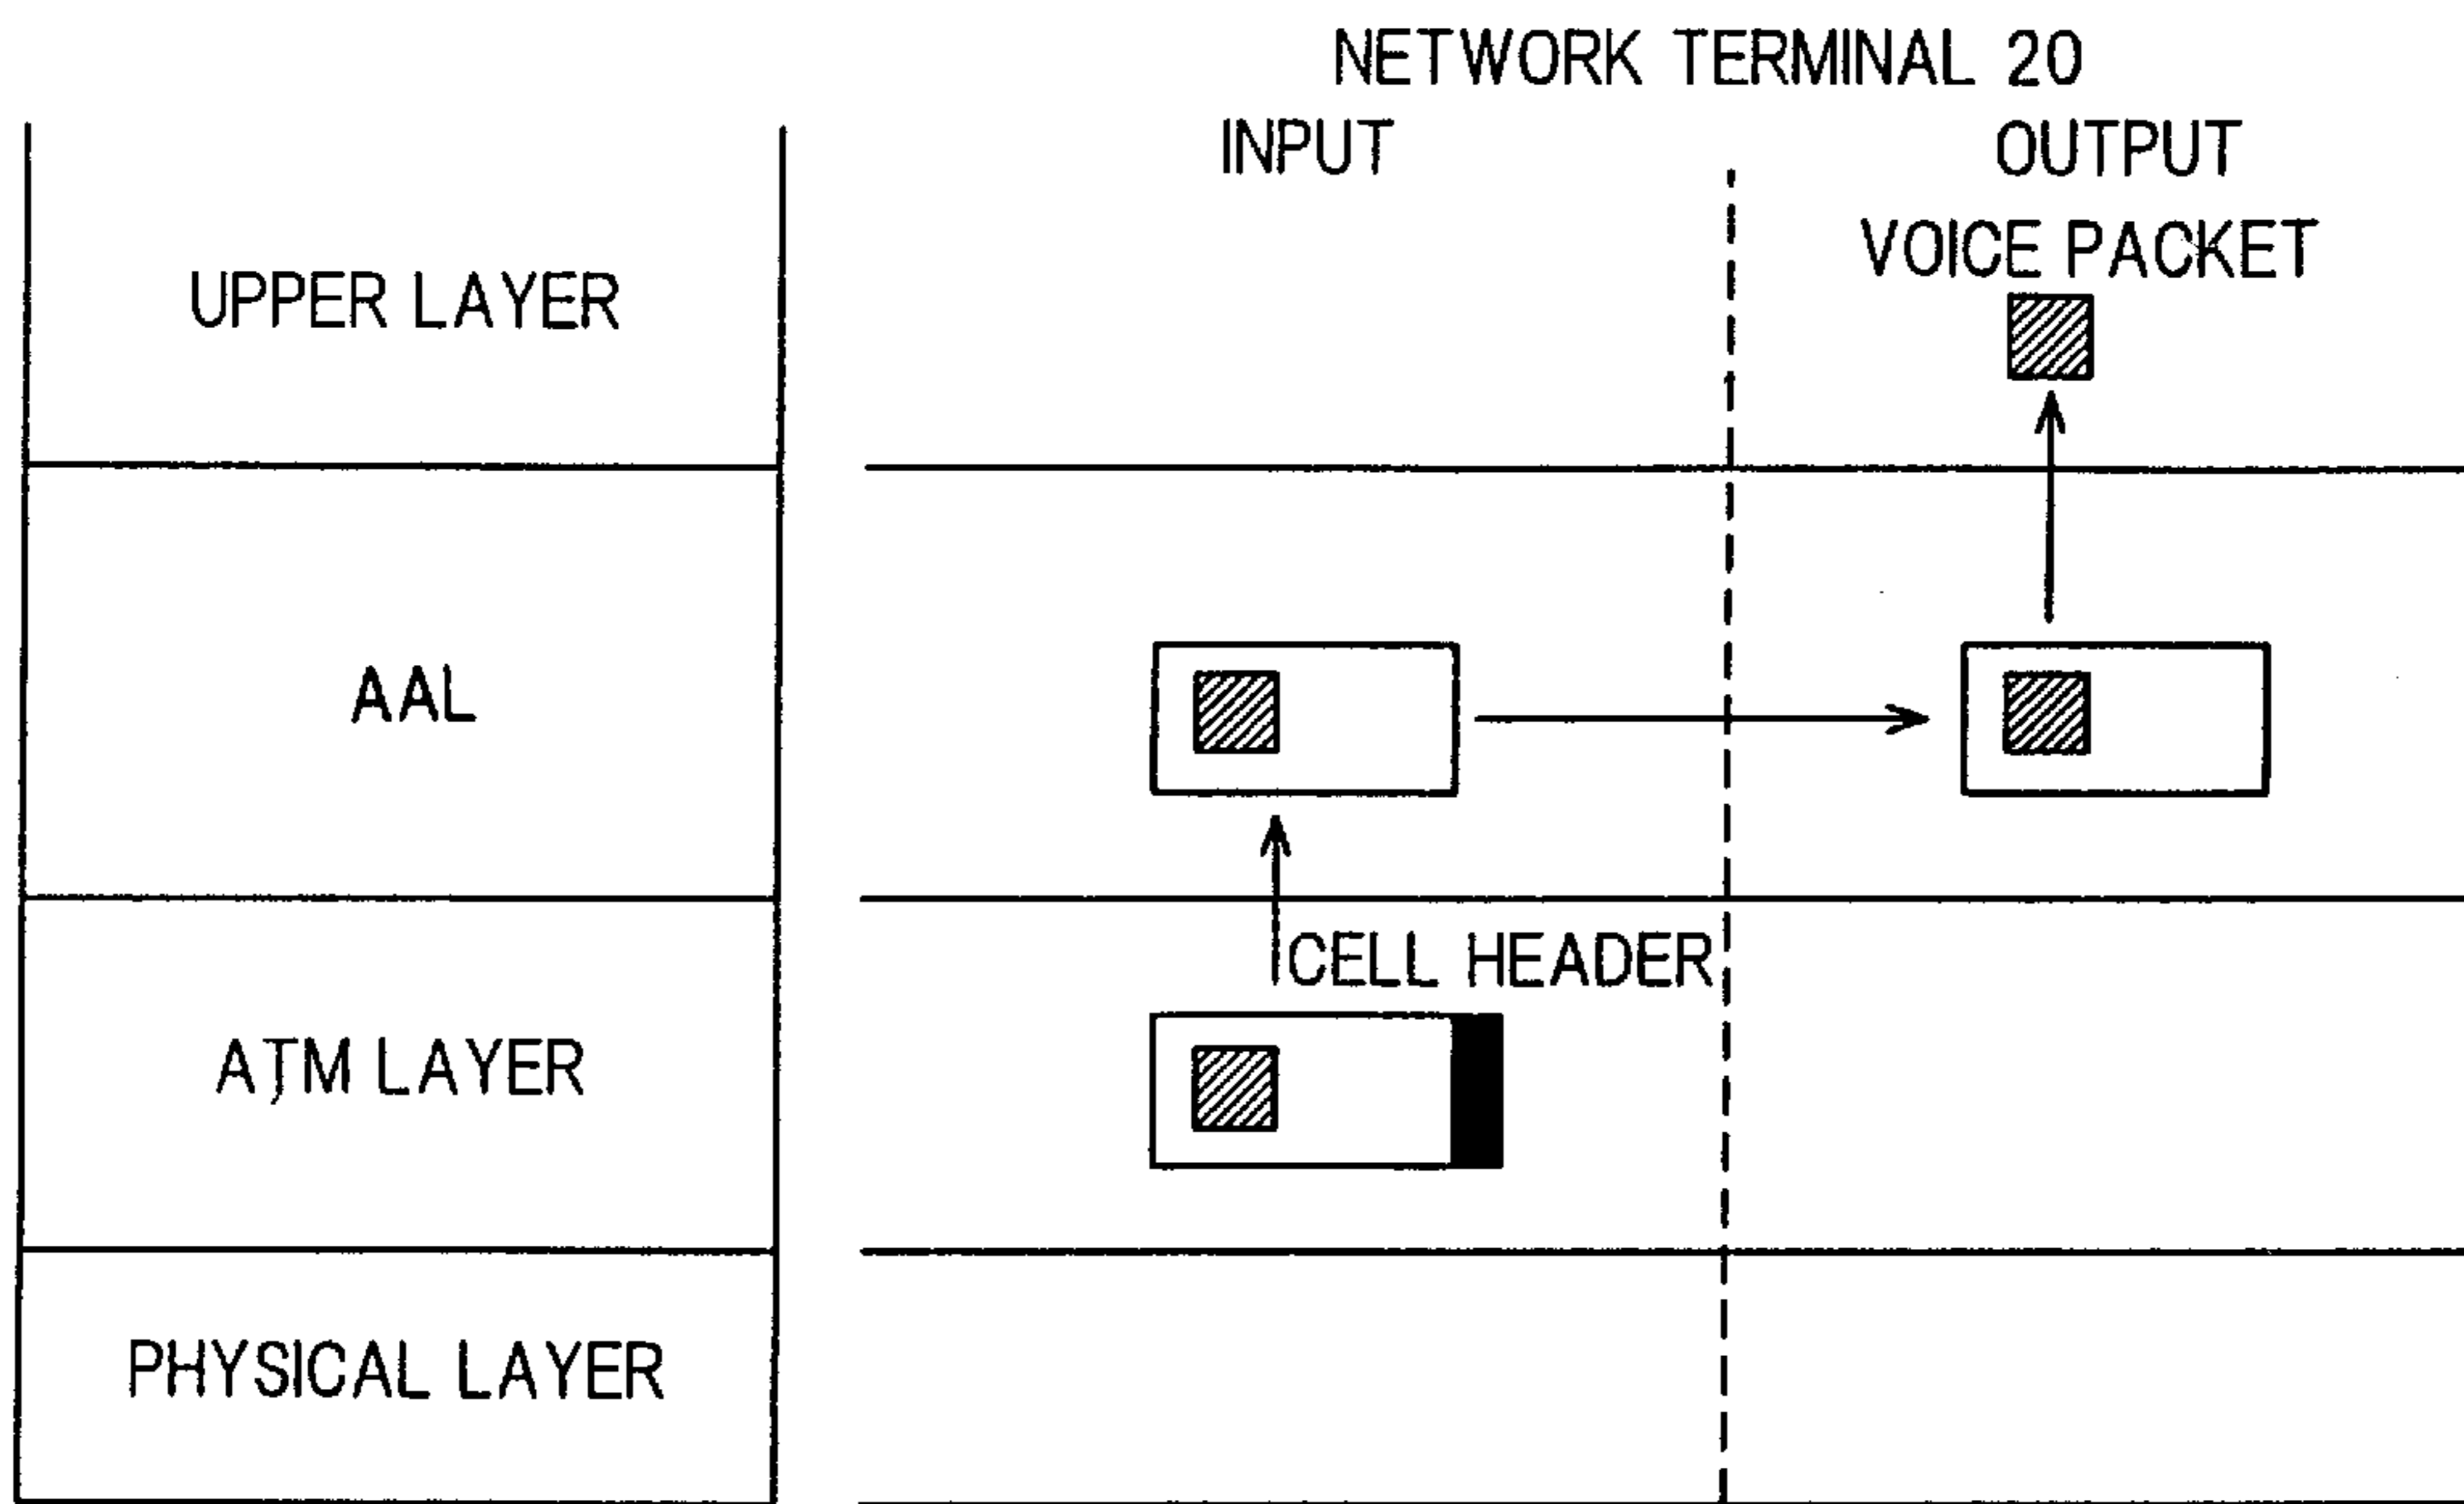 NETWORK TERMINAL 20
INPUT
OUTPUT
VOICE PACKET
UPPER LAYER
AAL
CELL HEADER
ATM LAYER
PHYSICAL LAYER